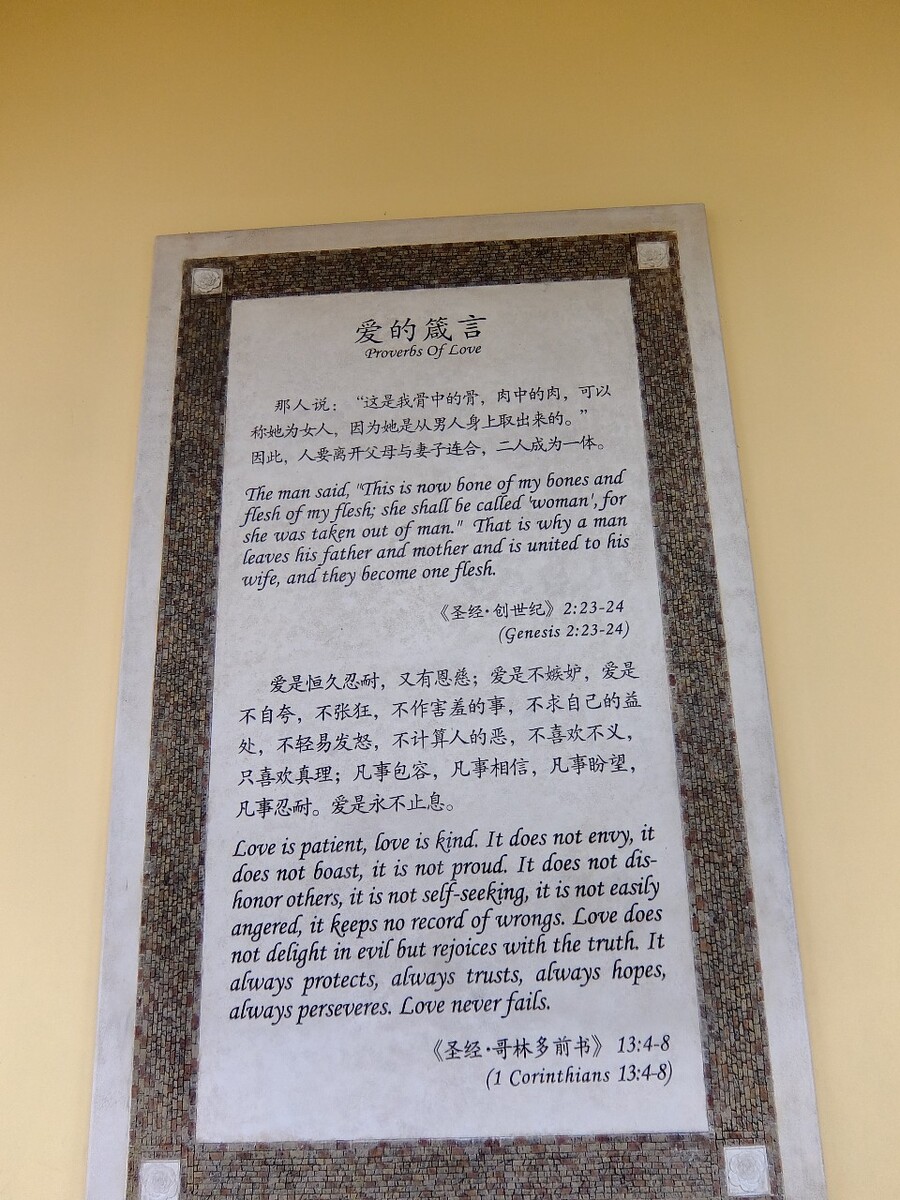 爱的箴言
Proverbs Of Love
那人说：“这是我骨中的骨，肉中的肉，可以
称她为女人，因为她是从男人身上取出来的。”
因此，人要离开父母与妻子连合，二人成为一体。
The man said, "This is now bone of my bones and
flesh of my flesh; she shall be called 'woman', for
she was taken out of man." That is why a man
leaves his father and mother and is united to his
wife, and they become one flesh.
《圣经·创世纪》2:23-24
(Genesis 2:23-24)
爱是恒久忍耐，又有恩慈；爱是不嫉妒，爱是
不自夸，不张狂，不作害羞的事，不求自己的益
处，不轻易发怒，不计算人的恶，不喜欢不义，
只喜欢真理；凡事包容，凡事相信，凡事盼望，
凡事忍耐。爱是永不止息。
Love is patient, love is kind. It does not envy, it
does not boast, it is not proud. It does not dis-
honor others, it is not self-seeking, it is not easily
angered, it keeps no record of wrongs. Love does
not delight in evil but rejoices with the truth. It
always protects, always trusts, always hopes,
always perseveres. Love never fails.
《圣经·哥林多前书》 13:4-8
(1 Corinthians 13:4-8)